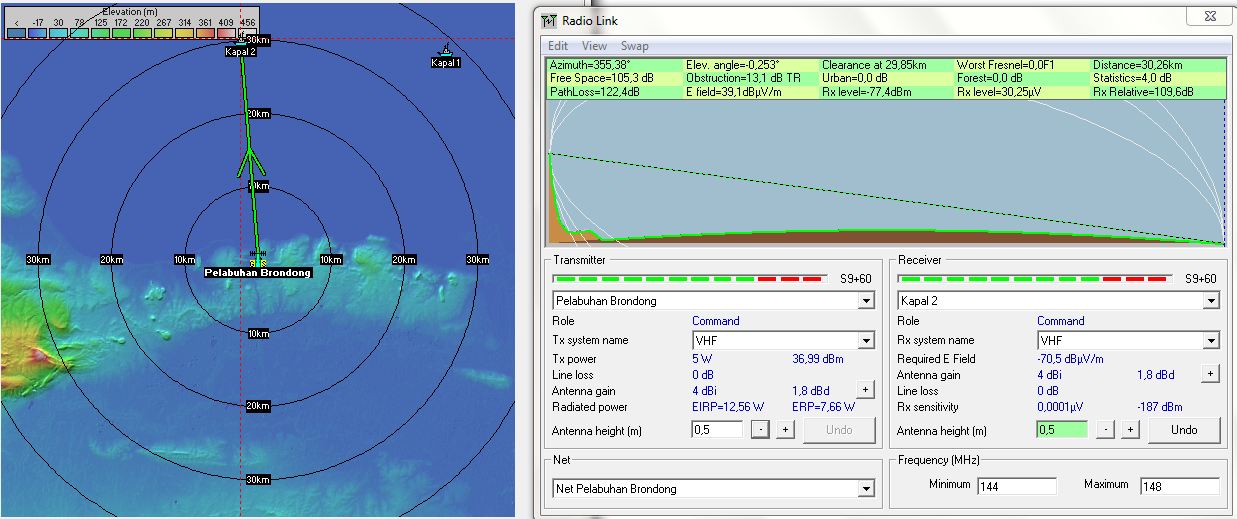 Elevation (m)
< -17 30 78 125 172 220 267 314 361 409 456
30km
Kapal 2
Kapal 1
20km
10km
30km 20km 10km 10km 20km 30km
Pelabuhan Brondong
10km
20km
30km
Radio Link
Edit View Swap
Azimuth=355,38° Elev. angle=-0,253° Clearance at 29,85km Worst Fresnel=0,0F1 Distance=30,26km
Free Space=105,3 dB Obstruction=13,1 dB TR Urban=0,0 dB Forest=0,0 dB Statistics=4,0 dB
PathLoss=122,4dB E field=39,1dBµV/m Rx level=-77,4dBm Rx level=30,25µV Rx Relative=109,6dB
Transmitter
S9+60
Pelabuhan Brondong
Role Command
Tx system name VHF
Tx power 5 W 36,99 dBm
Line loss 0 dB
Antenna gain 4 dBi 1,8 dBd +
Radiated power EIRP=12,56 W ERP=7,66 W
Antenna height (m) 0,5 - + Undo
Net
Net Pelabuhan Brondong
Receiver
S9+60
Kapal 2
Role Command
Rx system name VHF
Required E Field -70,5 dBµV/m
Antenna gain 4 dBi 1,8 dBd +
Line loss 0 dB
Rx sensitivity 0,0001µV -187 dBm
Antenna height (m) 0,5 - + Undo
Frequency (MHz)
Minimum 144 Maximum 148